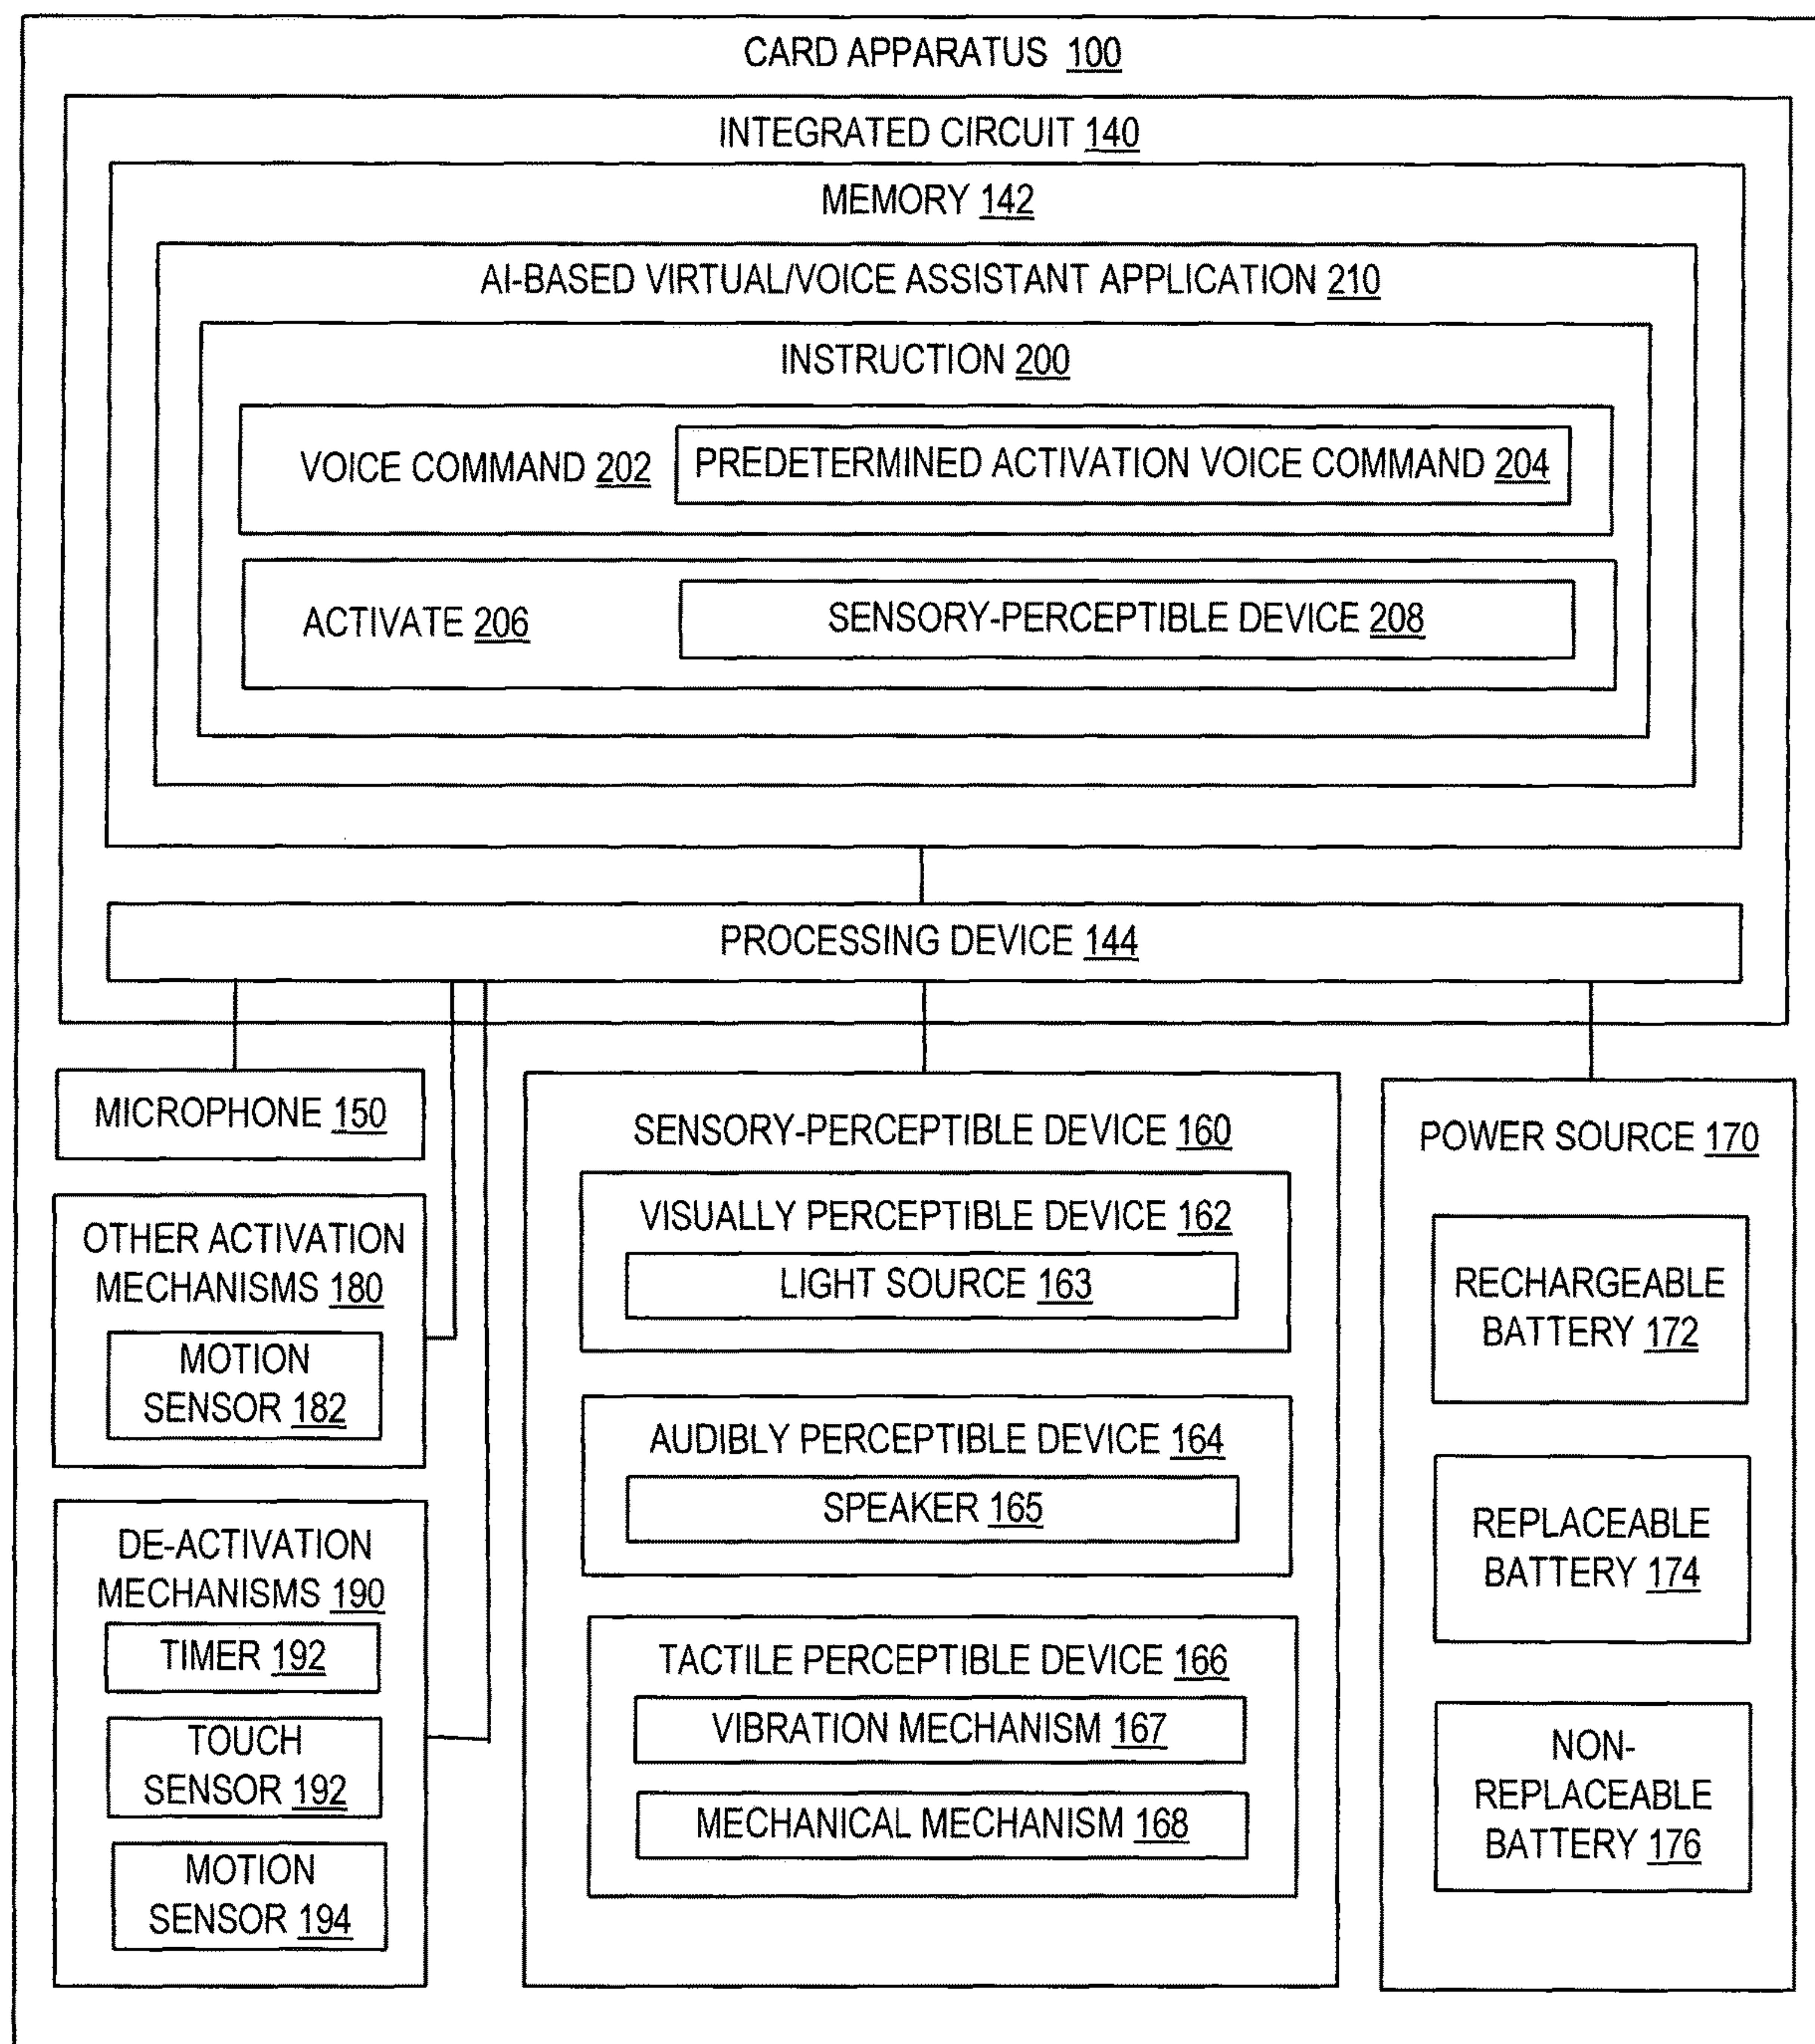 CARD APPARATUS 100
INTEGRATED CIRCUIT 140
MEMORY 142
AI-BASED VIRTUAL/VOICE ASSISTANT APPLICATION 210
INSTRUCTION 200
VOICE COMMAND 202
PREDETERMINED ACTIVATION VOICE COMMAND 204
ACTIVATE 206
SENSORY-PERCEPTIBLE DEVICE 208
PROCESSING DEVICE 144
MICROPHONE 150
OTHER ACTIVATION
MECHANISMS 180
MOTION
SENSOR 182
DE-ACTIVATION
MECHANISMS 190
TIMER 192
TOUCH
SENSOR 192
MOTION
SENSOR 194
SENSORY-PERCEPTIBLE DEVICE 160
VISUALLY PERCEPTIBLE DEVICE 162
LIGHT SOURCE 163
AUDIBLY PERCEPTIBLE DEVICE 164
SPEAKER 165
TACTILE PERCEPTIBLE DEVICE 166
VIBRATION MECHANISM 167
MECHANICAL MECHANISM 168
POWER SOURCE 170
RECHARGEABLE
BATTERY 172
REPLACEABLE
BATTERY 174
NON-
REPLACEABLE
BATTERY 176